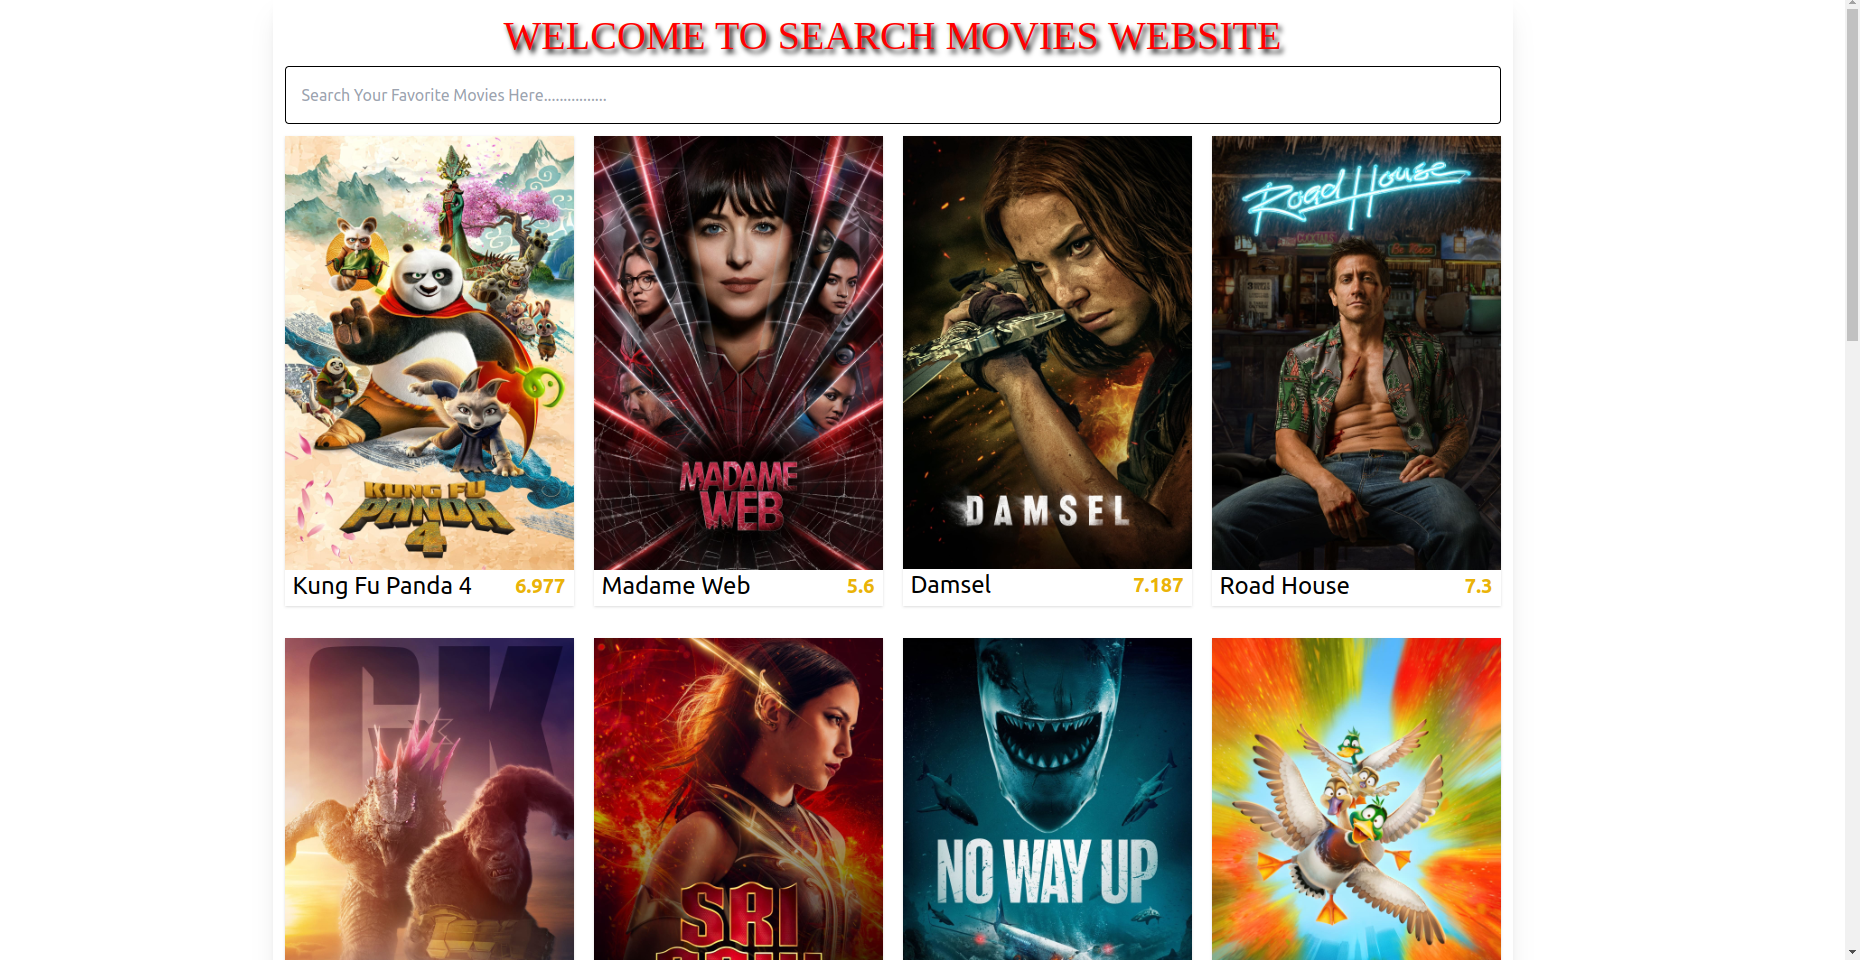 WELCOME TO SEARCH MOVIES WEBSITE
Search Your Favorite Movies Here................
KUNG FU
PANDA
4
MADAME
WEB
DAMSEL
Road House
Kung Fu Panda 4 6.977
Madame Web 5.6
Damsel 7.187
Road House 7.3
GK
SRI
NO WAY UP